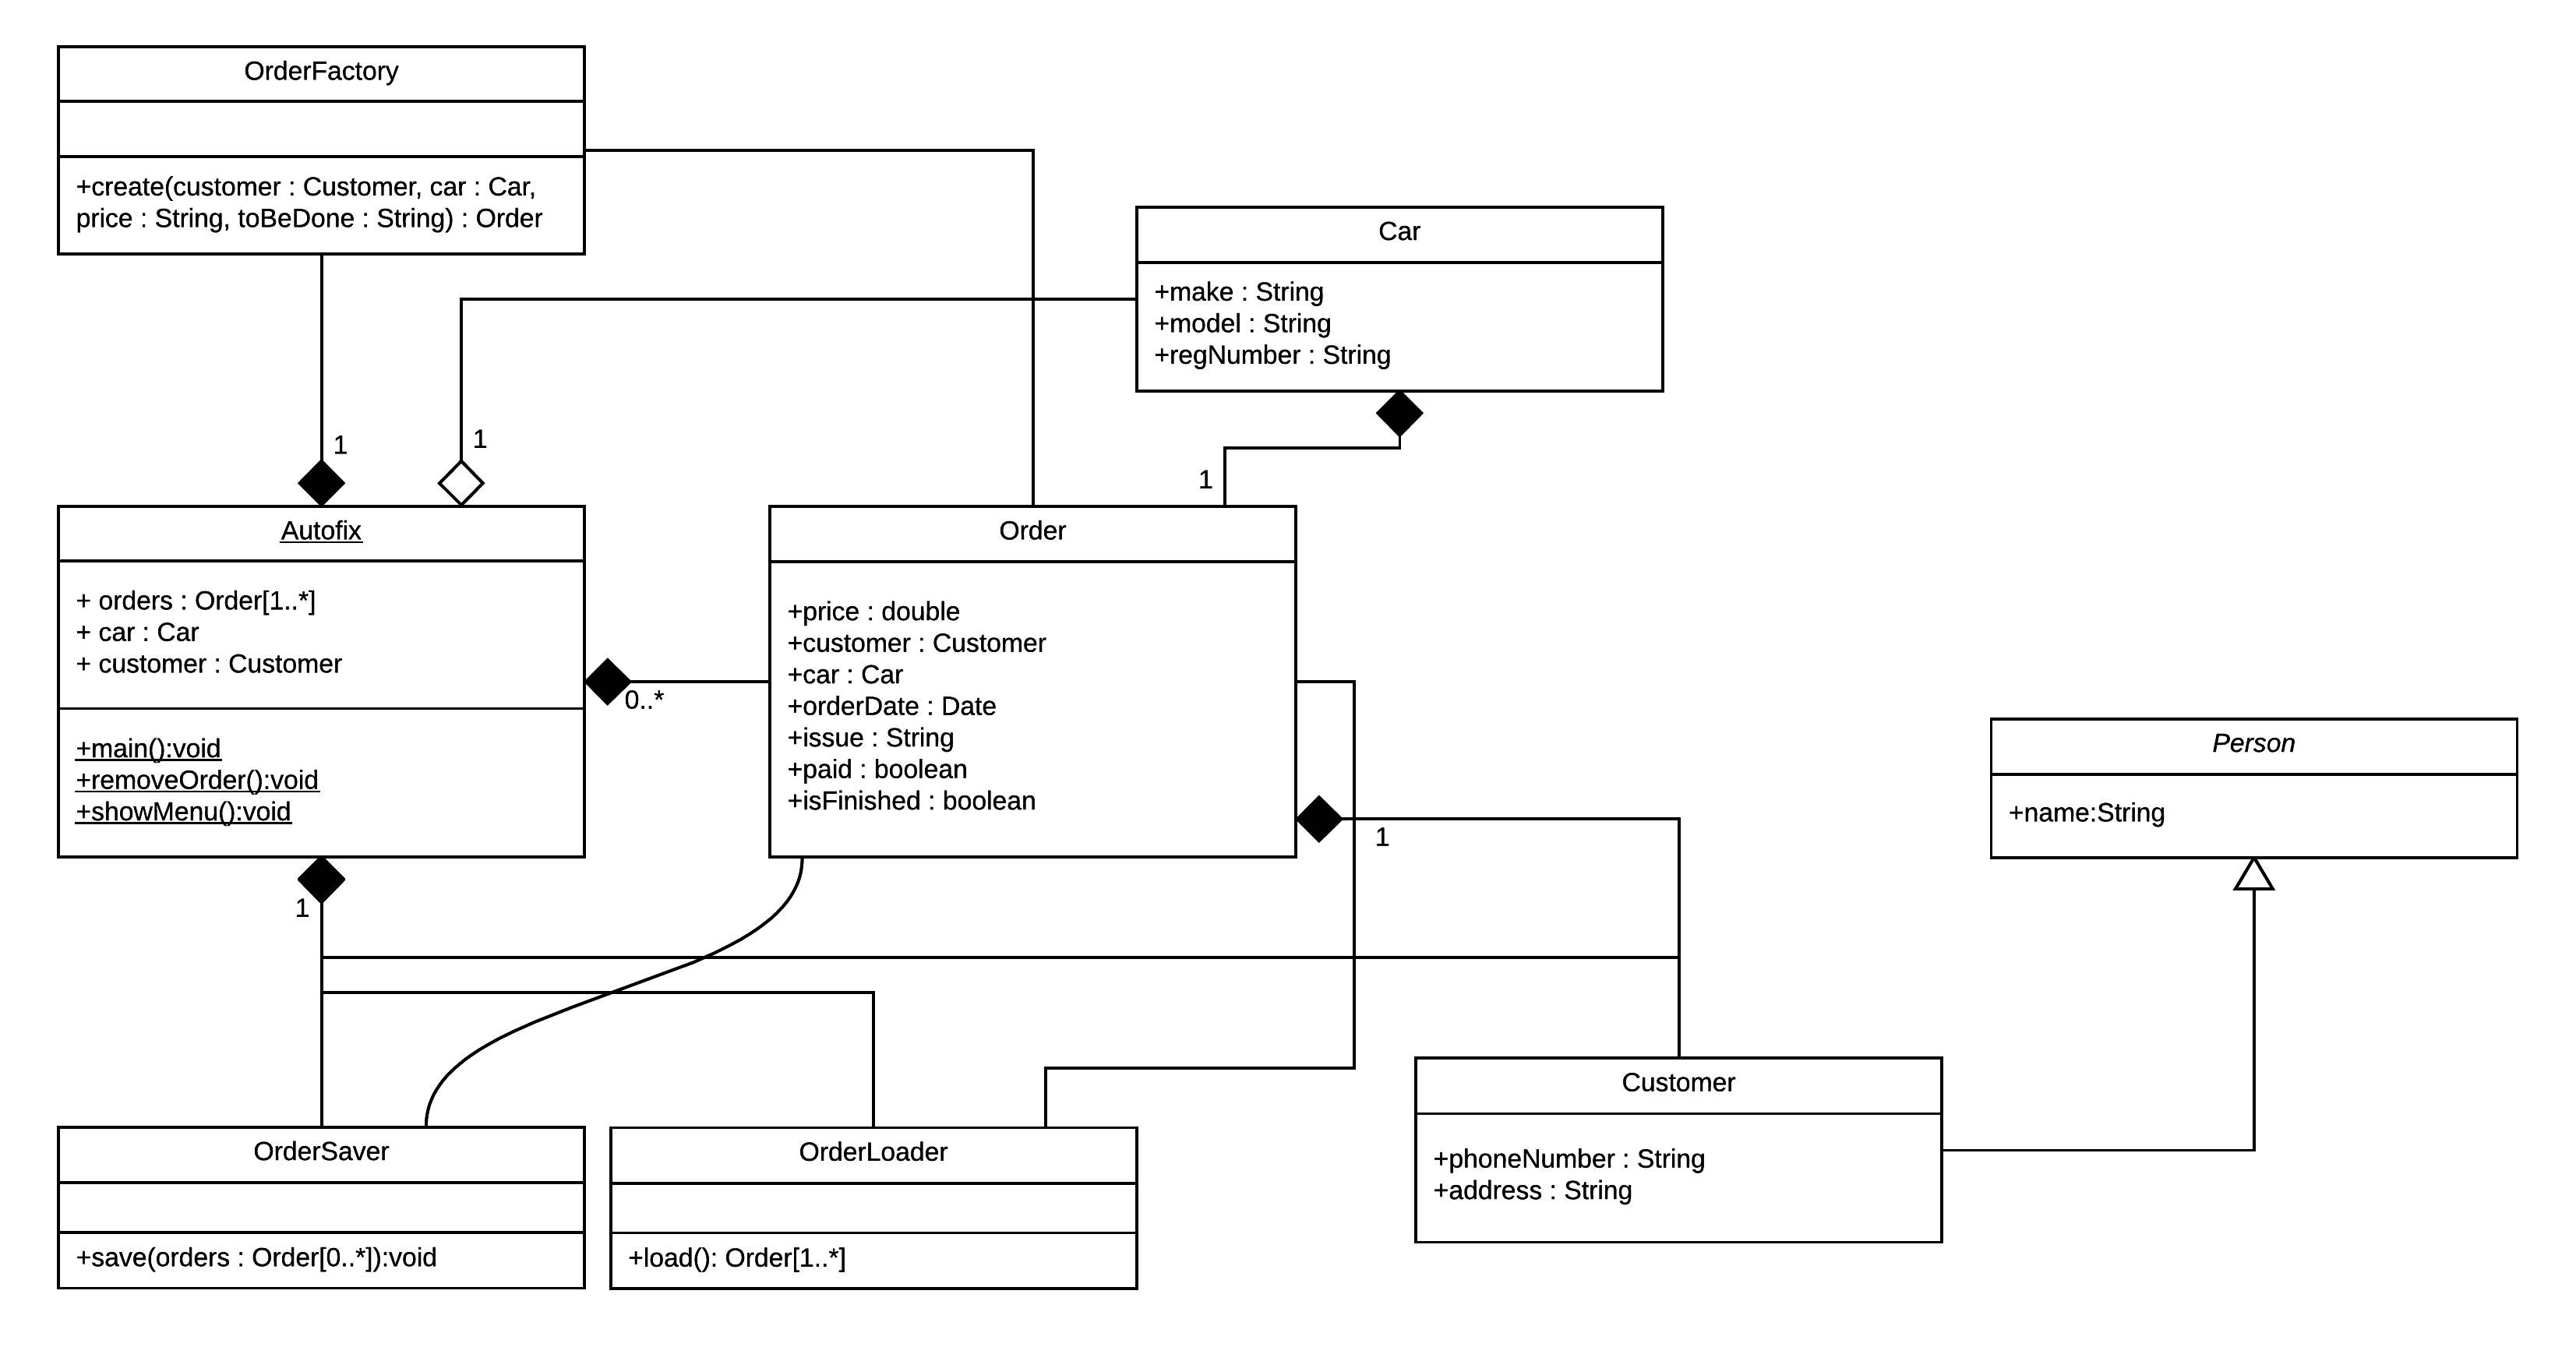 OrderFactory
+create(customer : Customer, car : Car,
price : String, toBeDone : String) : Order
Car
+make : String
+model : String
+regNumber : String
1
1
1
Autofix
+ orders : Order[1..*]
+ car : Car
+ customer : Customer
+main():void
+removeOrder():void
+showMenu():void
0..*
Order
+price : double
+customer : Customer
+car : Car
+orderDate : Date
+issue : String
+paid : boolean
+isFinished : boolean
1
Person
+name:String
1
OrderSaver
+save(orders : Order[0..*]):void
OrderLoader
+load(): Order[1..*]
Customer
+phoneNumber : String
+address : String